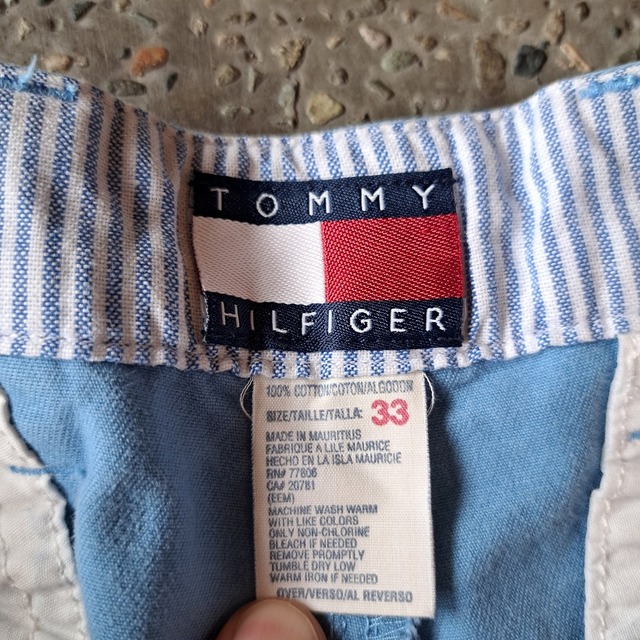 TOMMY
HILFIGER
100% COTTON/COTON/ALGODON
SIZE/TAILLE/TALLA: 33
MADE IN MAURITIUS
FABRIQUE A L'ILE MAURICE
HECHO EN LA ISLA MAURICIE
RN# 77806
CA# 20781
(EEM)
MACHINE WASH WARM
WITH LIKE COLORS
ONLY NON-CHLORINE
BLEACH IF NEEDED
REMOVE PROMPTLY
TUMBLE DRY LOW
WARM IRON IF NEEDED
OVER/VERSO/AL REVERSO